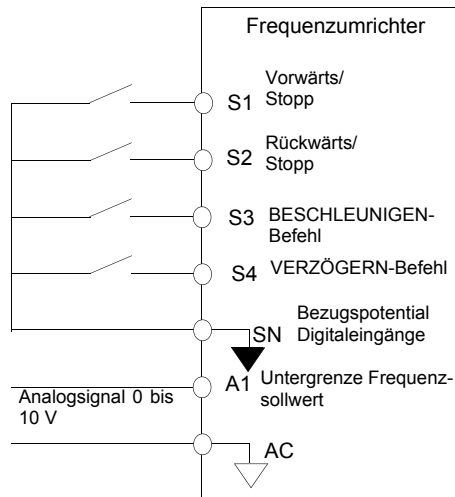 Frequenzumrichter
S1 Vorwärts/
Stopp
S2 Rückwärts/
Stopp
S3 BESCHLEUNIGEN-
Befehl
S4 VERZÖGERN-Befehl
SN Bezugspotential
Digitaleingänge
A1 Untergrenze Frequenz-
sollwert
Analogsignal 0 bis
10 V
AC